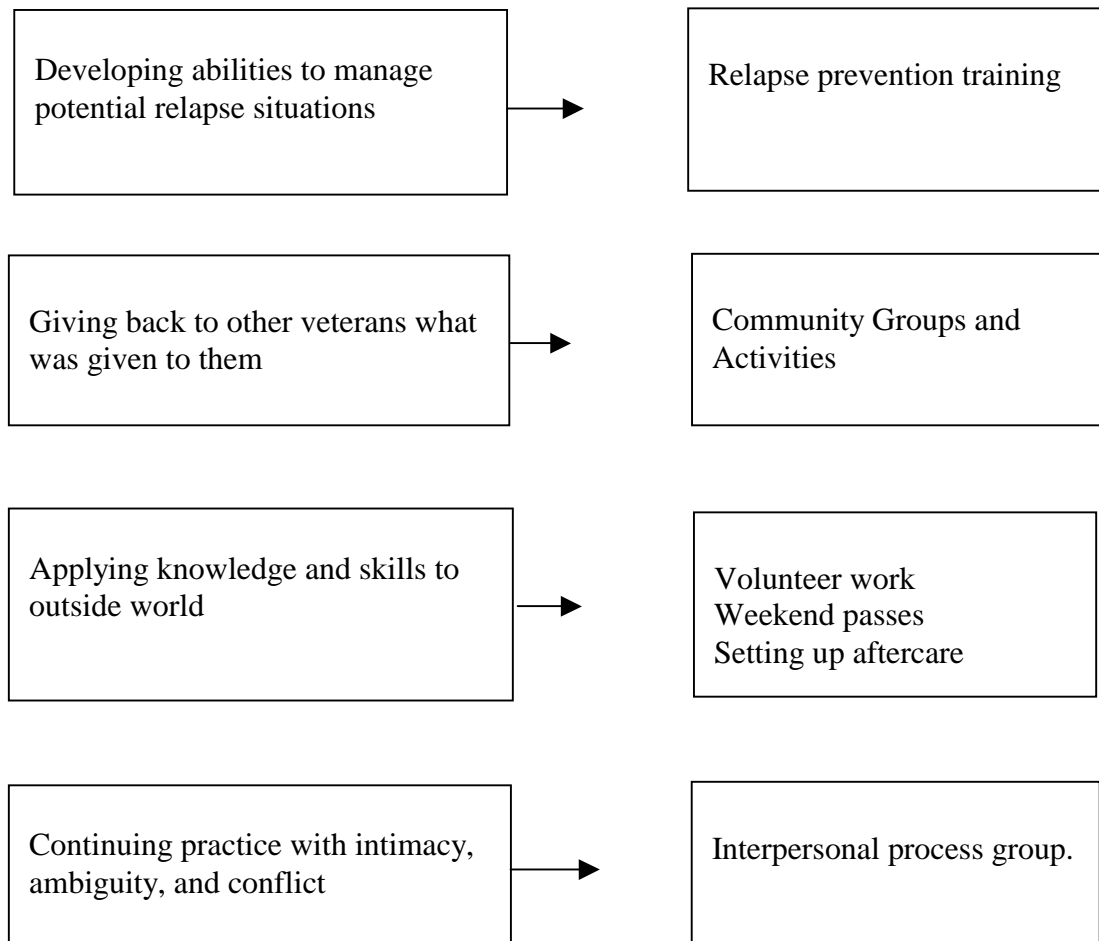 Developing abilities to manage
potential relapse situations
Relapse prevention training
Giving back to other veterans what
was given to them
Community Groups and
Activities
Applying knowledge and skills to
outside world
Volunteer work
Weekend passes
Setting up aftercare
Continuing practice with intimacy,
ambiguity, and conflict
Interpersonal process group.